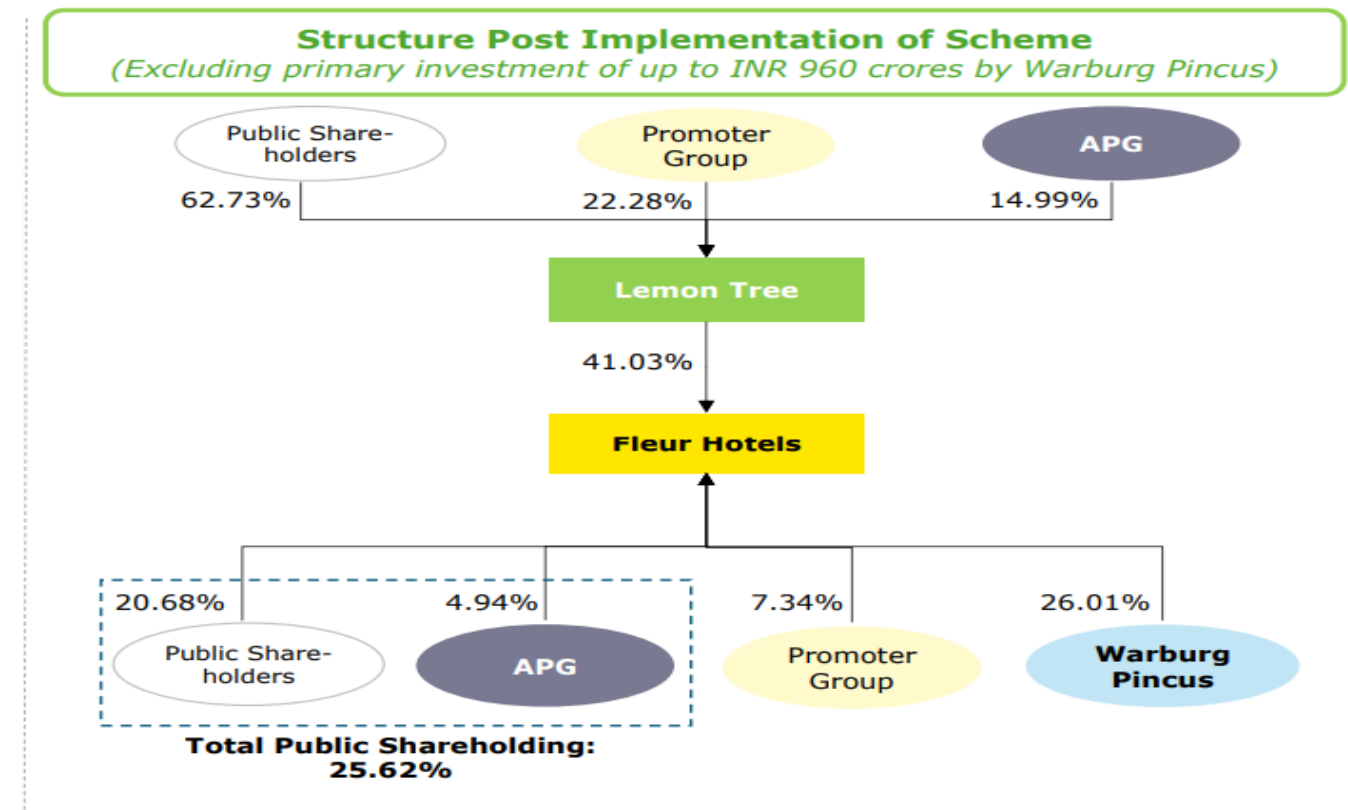 Structure Post Implementation of Scheme
(Excluding primary investment of up to INR 960 crores by Warburg Pincus)
Public Share-
holders
Promoter
Group
APG
62.73%
22.28%
14.99%
Lemon Tree
41.03%
Fleur Hotels
20.68%
4.94%
7.34%
26.01%
Public Share-
holders
APG
Promoter
Group
Warburg
Pincus
Total Public Shareholding:
25.62%